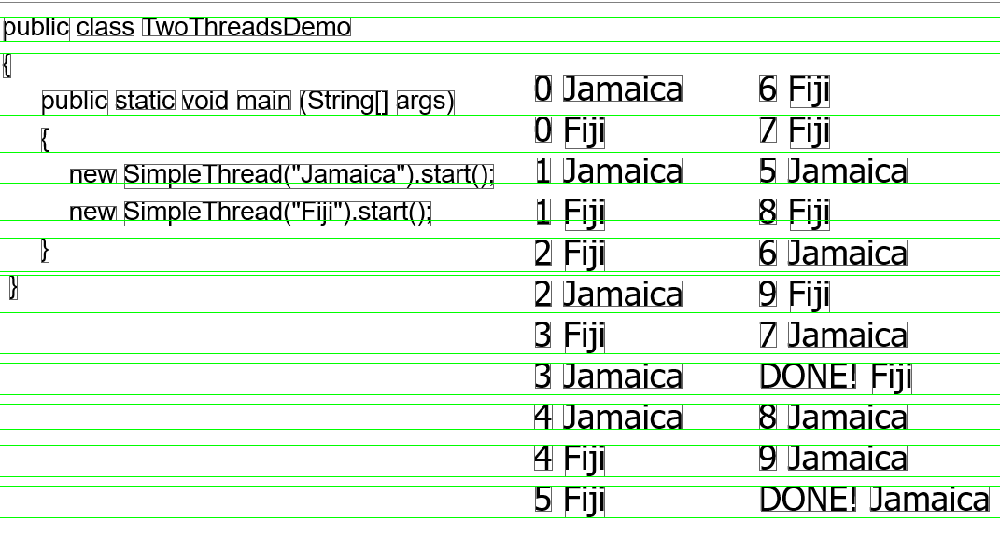 public class TwoThreadsDemo
{
public static void main (String[] args)
{
new SimpleThread("Jamaica").start();
new SimpleThread("Fiji").start();
}
}
0 Jamaica
0 Fiji
1 Jamaica
1 Fiji
2 Fiji
2 Jamaica
3 Fiji
3 Jamaica
4 Jamaica
4 Fiji
5 Fiji
6 Fiji
7 Fiji
5 Jamaica
8 Fiji
6 Jamaica
9 Fiji
7 Jamaica
DONE! Fiji
8 Jamaica
9 Jamaica
DONE! Jamaica